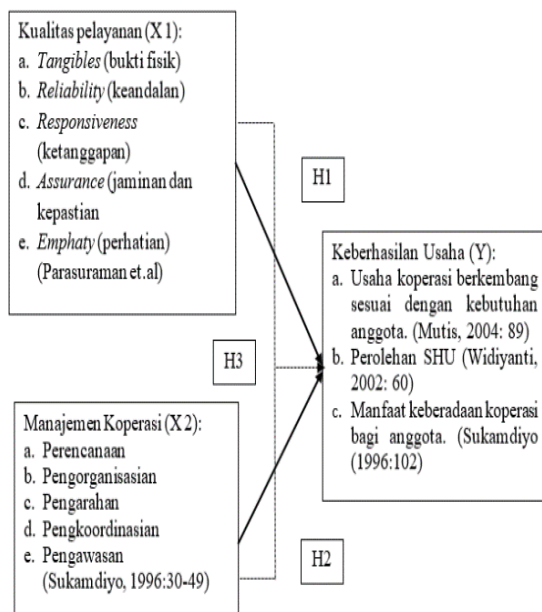 Kualitas pelayanan (X1):
a. Tangibles (bukti fisik)
b. Reliability (keandalan)
c. Responsiveness
(ketanggapan)
d. Assurance (jaminan dan
kepastian
e. Emphaty (perhatian)
(Parasuraman et.al)
H1
Keberhasilan Usaha (Y):
a. Usaha koperasi berkembang
sesuai dengan kebutuhan
anggota. (Mutis, 2004: 89)
b. Perolehan SHU (Widiyanti,
2002: 60)
c. Manfaat keberadaan koperasi
bagi anggota. (Sukamdiyo
(1996:102)
H3
Manajemen Koperasi (X2):
a. Perencanaan
b. Pengorganisasian
c. Pengarahan
d. Pengkoordinasian
e. Pengawasan
(Sukamdiyo, 1996:30-49)
H2